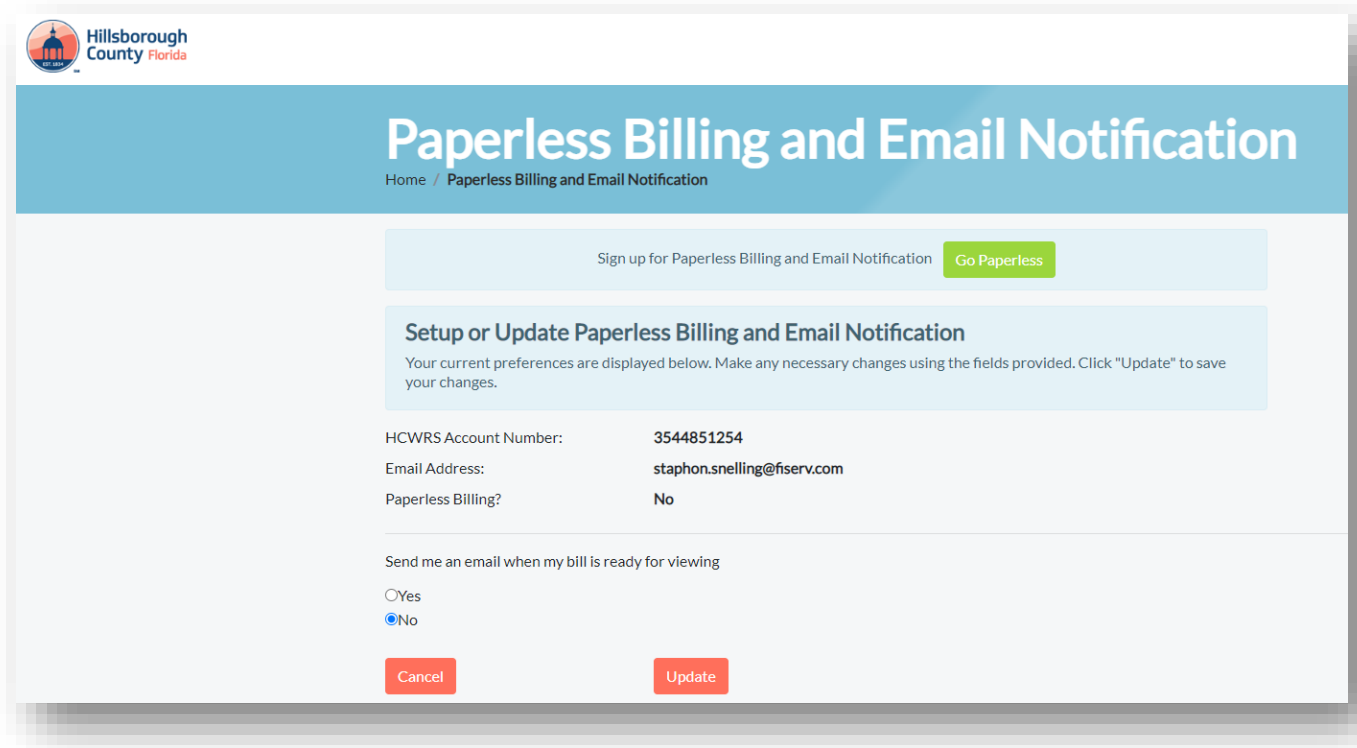 Hillsborough
County Florida
EST. 1834
SM
Paperless Billing and Email Notification
Home / Paperless Billing and Email Notification
Sign up for Paperless Billing and Email Notification Go Paperless
Setup or Update Paperless Billing and Email Notification
Your current preferences are displayed below. Make any necessary changes using the fields provided. Click "Update" to save
your changes.
HCWRS Account Number: 3544851254
Email Address: staphon.snelling@fiserv.com
Paperless Billing? No
Send me an email when my bill is ready for viewing
Yes
No
Cancel Update